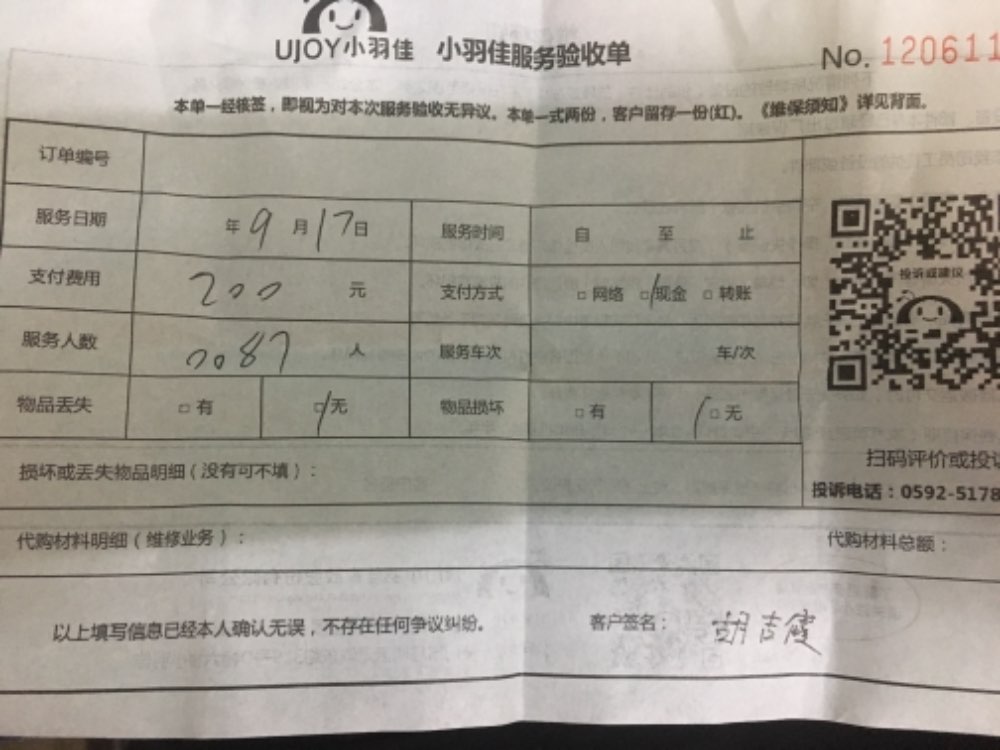 UJOY小羽佳 小羽佳服务验收单 No. 120611
本单一经核签，即视为对本次服务验收无异议。本单一式两份，客户留存一份(红)。《维保须知》详见背面。
订单编号
服务日期 年 9 月 17 日 服务时间 自 至 止
支付费用 200 元 支付方式 □ 网络 □ 现金 □ 转账
投诉或建议
服务人数 2087 人 服务车次 车/次
物品丢失 □ 有 □ 无 物品损坏 □ 有 □ 无
损坏或丢失物品明细（没有可不填）：
扫码评价或投诉
投诉电话：0592-5178
代购材料明细（维修业务）： 代购材料总额：
以上填写信息已经本人确认无误，不存在任何争议纠纷。 客户签名： 胡吉霞